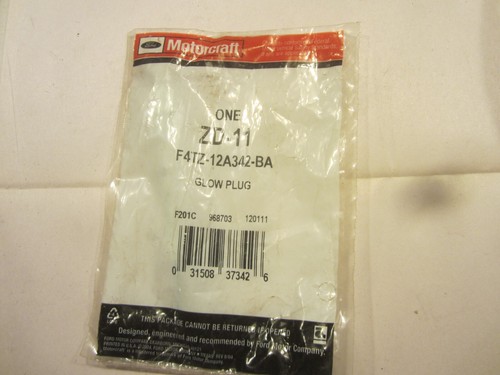 Ford Motorcraft
ONE
ZD-11
F4TZ-12A342-BA
GLOW PLUG
F201C 968703 120111
0 31508 37342 6
THIS PACKAGE CANNOT BE RETURNED IF OPENED
Designed, engineered and recommended by Ford Motor Company.